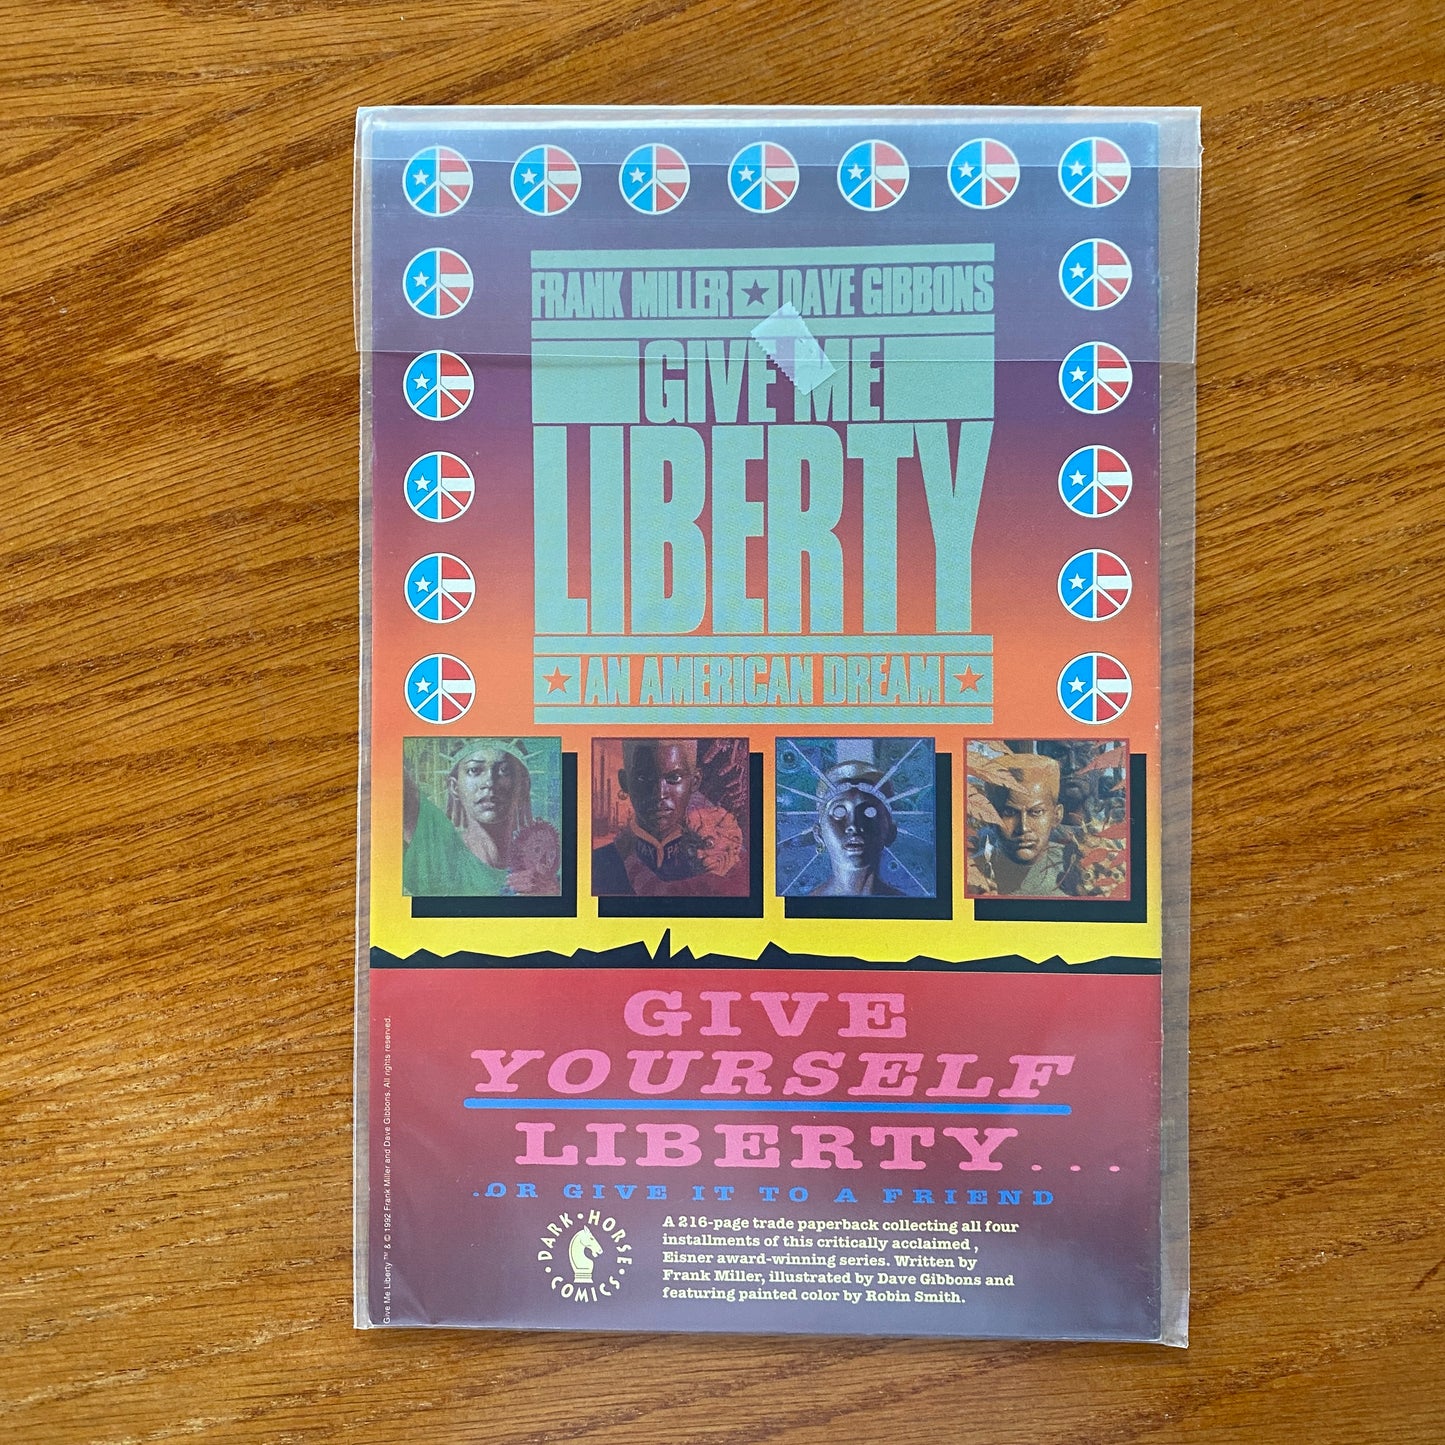 FRANK MILLER ★ DAVE GIBBONS
GIVE ME
LIBERTY
★ AN AMERICAN DREAM ★
GIVE
YOURSELF
LIBERTY...
.OR GIVE IT TO A FRIEND
DARK • HORSE • COMICS •
A 216-page trade paperback collecting all four
installments of this critically acclaimed ,
Eisner award-winning series. Written by
Frank Miller, illustrated by Dave Gibbons and
featuring painted color by Robin Smith.
Give Me Liberty ™ & © 1992 Frank Miller and Dave Gibbons. All rights reserved.